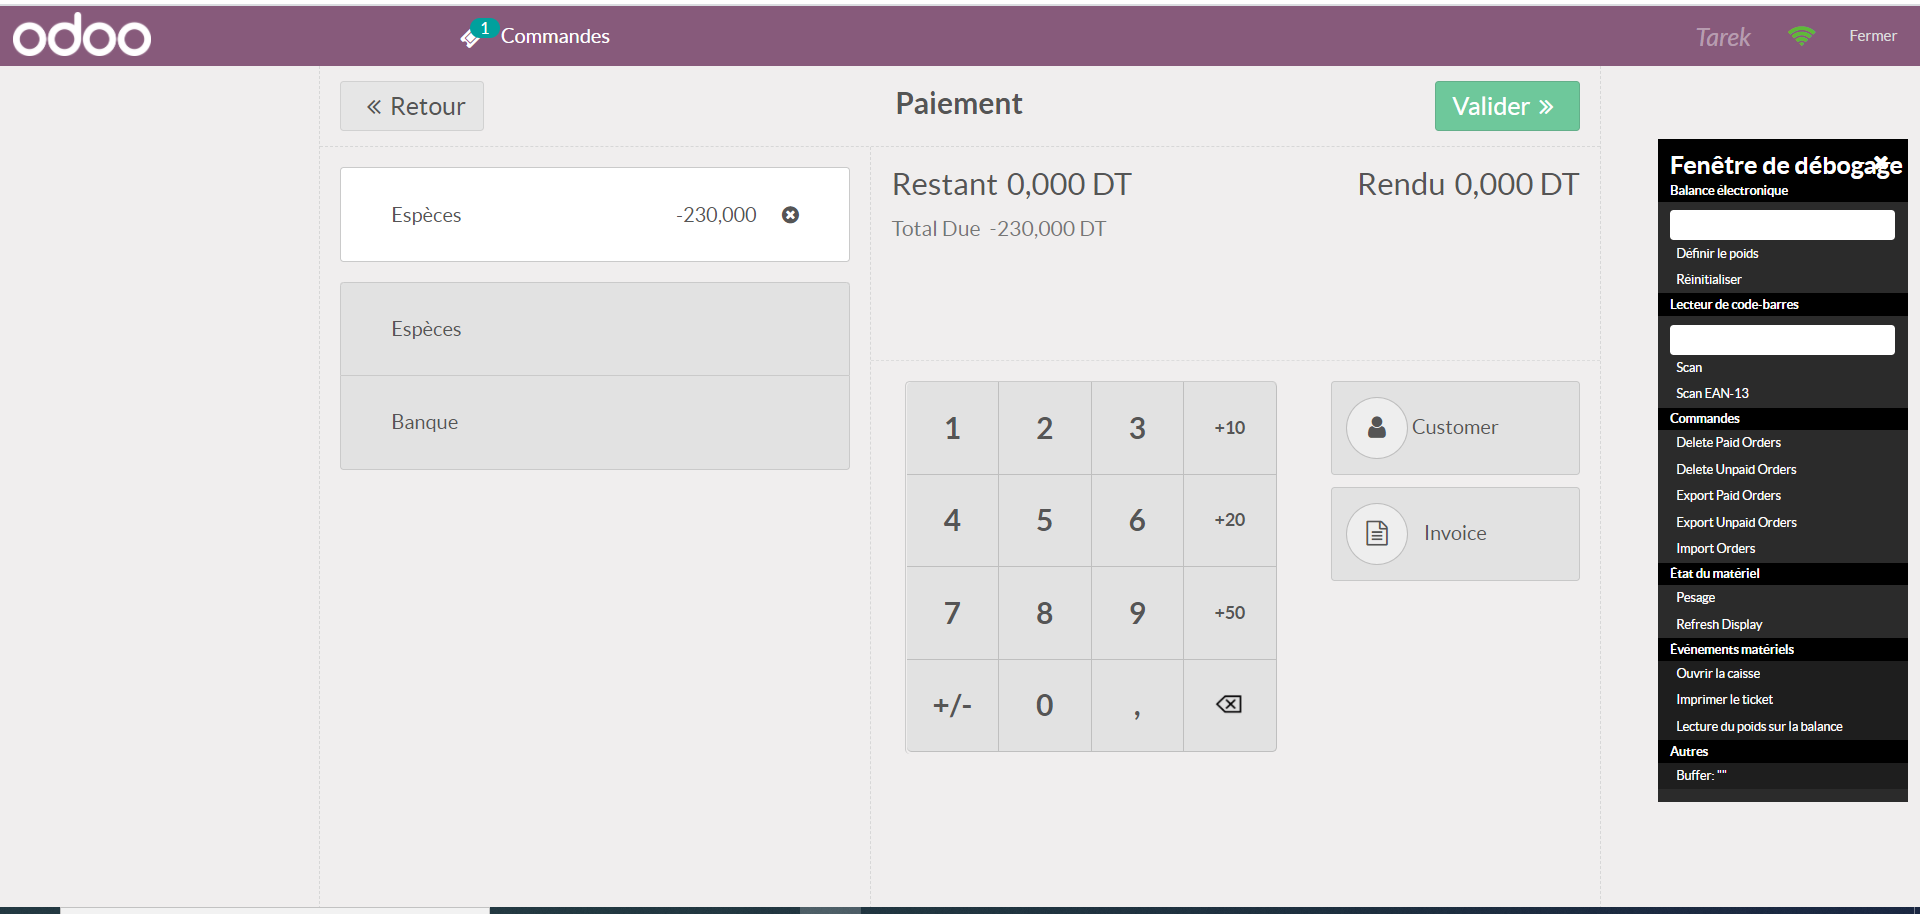 odoo
1
Commandes
Tarek
Fermer
« Retour
Paiement
Valider »
Espèces -230,000
Espèces
Banque
Restant 0,000 DT
Rendu 0,000 DT
Total Due -230,000 DT
1 2 3 +10
4 5 6 +20
7 8 9 +50
+/- 0 ,
Customer
Invoice
Fenêtre de débogage
Balance électronique
Définir le poids
Réinitialiser
Lecteur de code-barres
Scan
Scan EAN-13
Commandes
Delete Paid Orders
Delete Unpaid Orders
Export Paid Orders
Export Unpaid Orders
Import Orders
État du matériel
Pesage
Refresh Display
Événements matériels
Ouvrir la caisse
Imprimer le ticket
Lecture du poids sur la balance
Autres
Buffer: ""